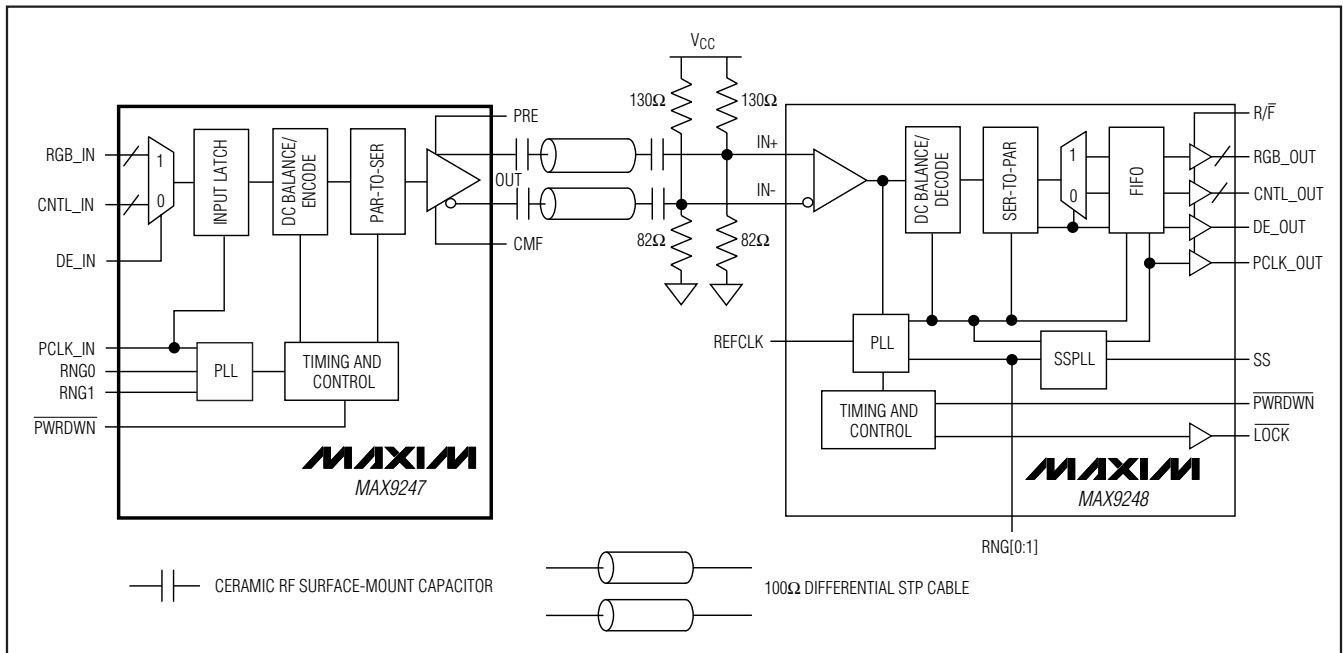 VCC
130Ω
130Ω
PRE
R/F̅
RGB_IN
1
0
INPUT LATCH
DC BALANCE/
ENCODE
PAR-TO-SER
OUT
IN+
IN-
DC BALANCE/
DECODE
SER-TO-PAR
1
0
FIFO
RGB_OUT
CNTL_IN
CNTL_OUT
DE_OUT
DE_IN
CMF
82Ω
82Ω
PCLK_OUT
PCLK_IN
RNG0
RNG1
PLL
TIMING AND
CONTROL
REFCLK
PLL
SSPLL
SS
PWRDWN
TIMING AND
CONTROL
PWRDWN
LOCK
MAXIM
MAX9247
MAXIM
MAX9248
RNG[0:1]
CERAMIC RF SURFACE-MOUNT CAPACITOR
100Ω DIFFERENTIAL STP CABLE